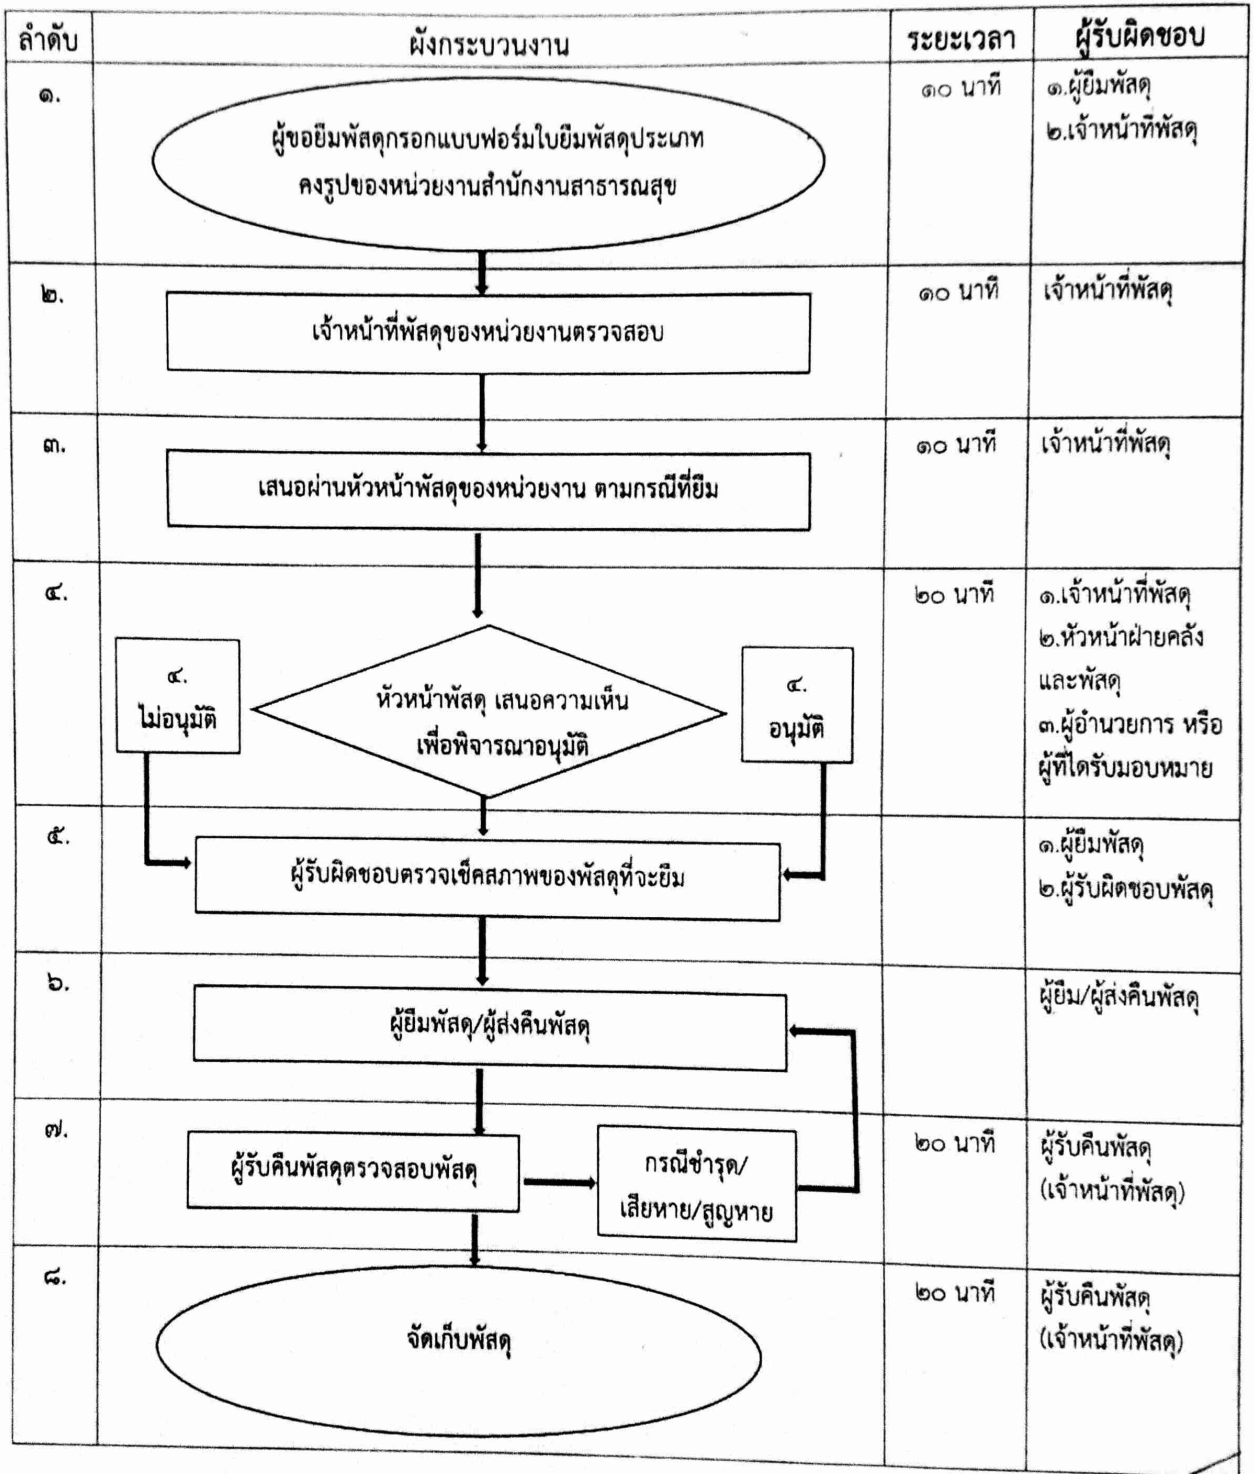 ลำดับ ผังกระบวนงาน ระยะเวลา ผู้รับผิดชอบ
๑.
ผู้ขอยืมพัสดุกรอกแบบฟอร์มใบยืมพัสดุประเภท
คงรูปของหน่วยงานสำนักงานสาธารณสุข
๑๐ นาที
๑.ผู้ยืมพัสดุ
๒.เจ้าหน้าที่พัสดุ
๒.
เจ้าหน้าที่พัสดุของหน่วยงานตรวจสอบ
๑๐ นาที
เจ้าหน้าที่พัสดุ
๓.
เสนอผ่านหัวหน้าพัสดุของหน่วยงาน ตามกรณีที่ยืม
๑๐ นาที
เจ้าหน้าที่พัสดุ
๔.
๔.
ไม่อนุมัติ
หัวหน้าพัสดุ เสนอความเห็น
เพื่อพิจารณาอนุมัติ
๔.
อนุมัติ
๒๐ นาที
๑.เจ้าหน้าที่พัสดุ
๒.หัวหน้าฝ่ายคลัง
และพัสดุ
๓.ผู้อำนวยการ หรือ
ผู้ที่ได้รับมอบหมาย
๕.
ผู้รับผิดชอบตรวจเช็คสภาพของพัสดุที่จะยืม
๑.ผู้ยืมพัสดุ
๒.ผู้รับผิดชอบพัสดุ
๖.
ผู้ยืมพัสดุ/ผู้ส่งคืนพัสดุ
ผู้ยืม/ผู้ส่งคืนพัสดุ
๗.
ผู้รับคืนพัสดุตรวจสอบพัสดุ
กรณีชำรุด/
เสียหาย/สูญหาย
๒๐ นาที
ผู้รับคืนพัสดุ
(เจ้าหน้าที่พัสดุ)
๘.
จัดเก็บพัสดุ
๒๐ นาที
ผู้รับคืนพัสดุ
(เจ้าหน้าที่พัสดุ)